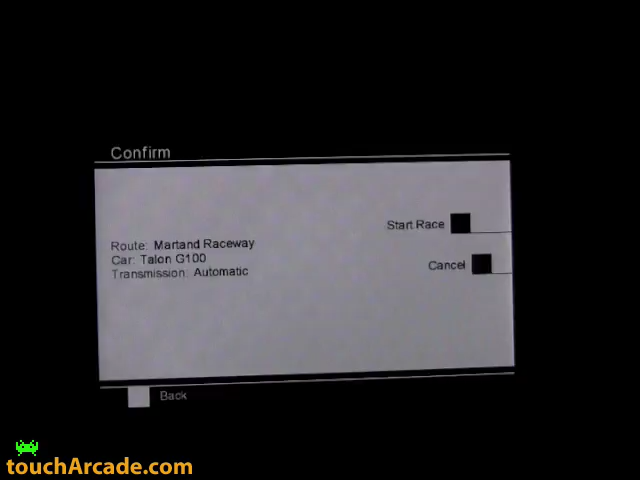 Confirm
Start Race
Route: Martand Raceway
Car: Talon G100
Transmission: Automatic
Cancel
Back
touchArcade.com